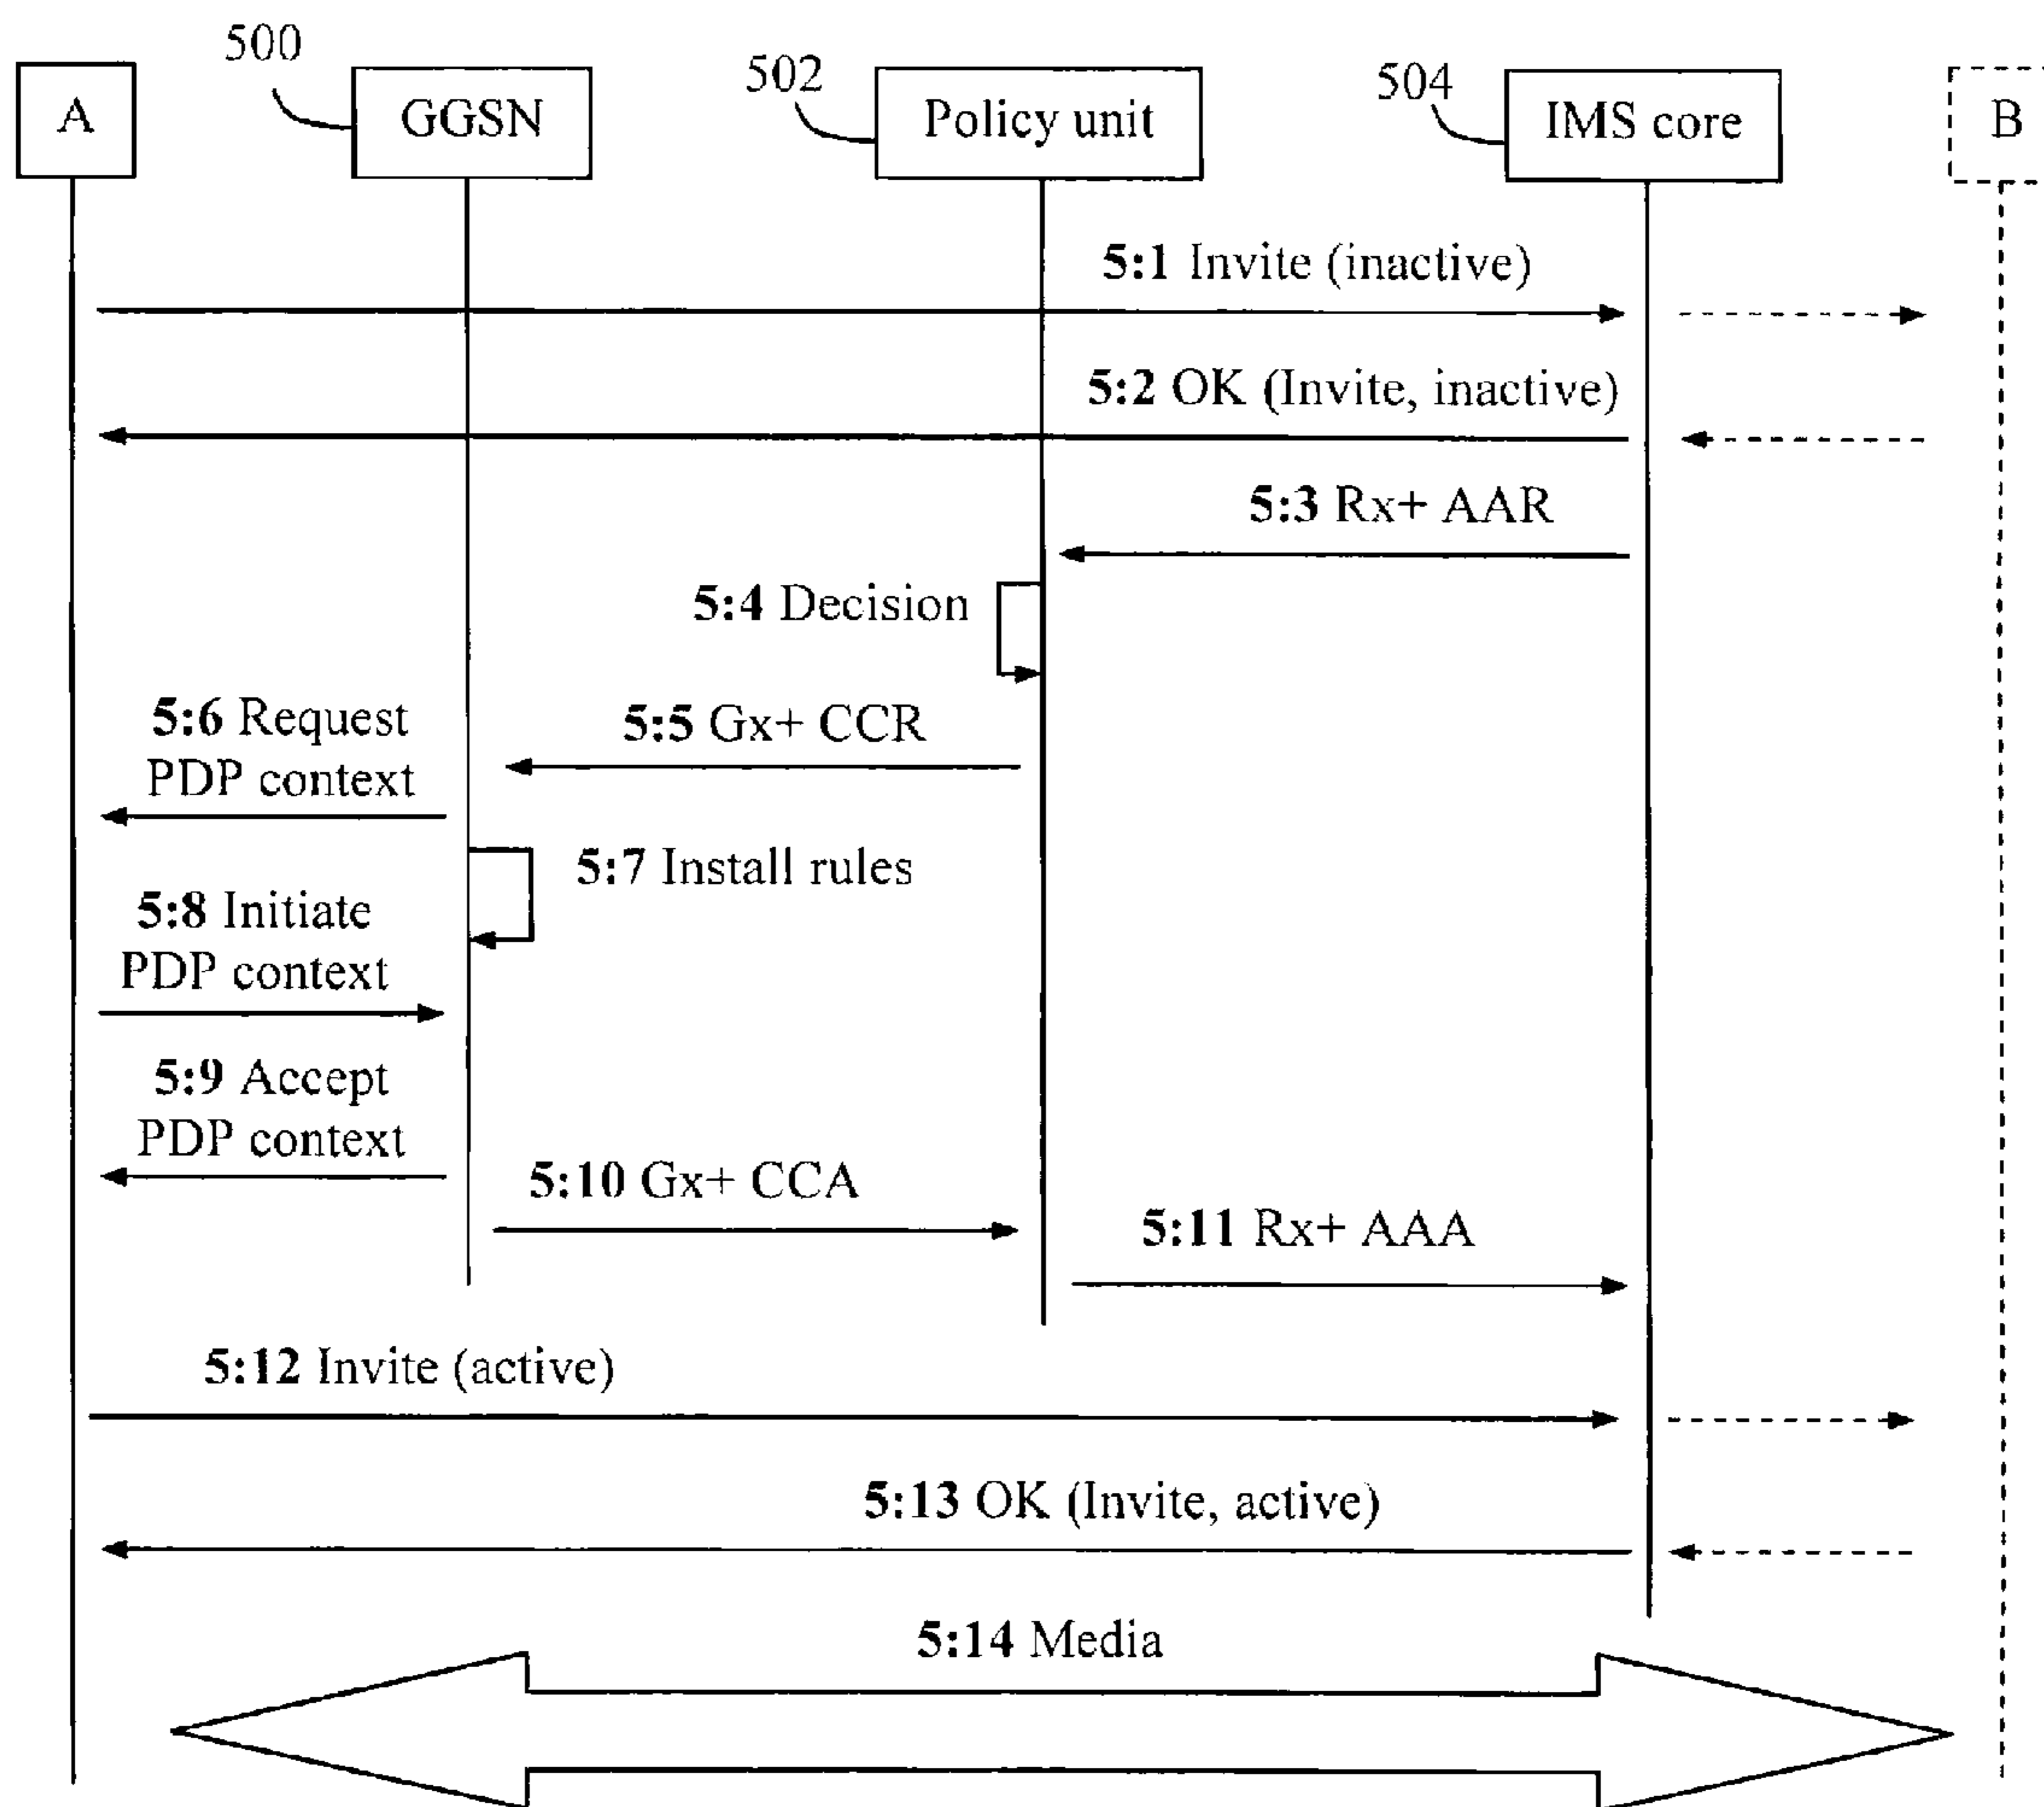 500
502
504
A
GGSN
Policy unit
IMS core
B
5:1 Invite (inactive)
5:2 OK (Invite, inactive)
5:3 Rx+ AAR
5:4 Decision
5:6 Request
PDP context
5:5 Gx+ CCR
5:7 Install rules
5:8 Initiate
PDP context
5:9 Accept
PDP context
5:10 Gx+ CCA
5:11 Rx+ AAA
5:12 Invite (active)
5:13 OK (Invite, active)
5:14 Media